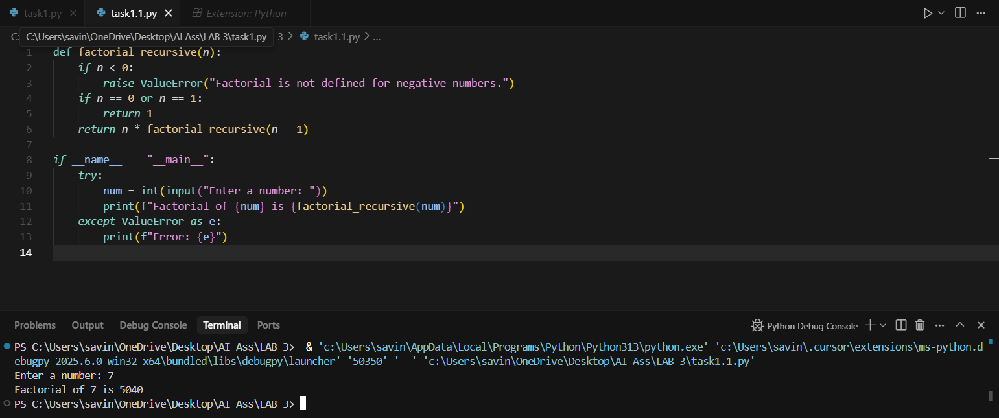 task1.py
task1.1.py
Extension: Python
C:
C:\Users\savin\OneDrive\Desktop\AI Ass\LAB 3\task1.py
3 > task1.1.py > ...
1 def factorial_recursive(n):
2     if n < 0:
3         raise ValueError("Factorial is not defined for negative numbers.")
4     if n == 0 or n == 1:
5         return 1
6     return n * factorial_recursive(n - 1)
7
8 if __name__ == "__main__":
9     try:
10         num = int(input("Enter a number: "))
11         print(f"Factorial of {num} is {factorial_recursive(num)}")
12     except ValueError as e:
13         print(f"Error: {e}")
14
Problems Output Debug Console Terminal Ports Python Debug Console
PS C:\Users\savin\OneDrive\Desktop\AI Ass\LAB 3>  & 'c:\Users\savin\AppData\Local\Programs\Python\Python313\python.exe' 'c:\Users\savin\.cursor\extensions\ms-python.d
ebugpy-2025.6.0-win32-x64\bundled\libs\debugpy\launcher' '50350' '--' 'c:\Users\savin\OneDrive\Desktop\AI Ass\LAB 3\task1.1.py'
Enter a number: 7
Factorial of 7 is 5040
PS C:\Users\savin\OneDrive\Desktop\AI Ass\LAB 3>